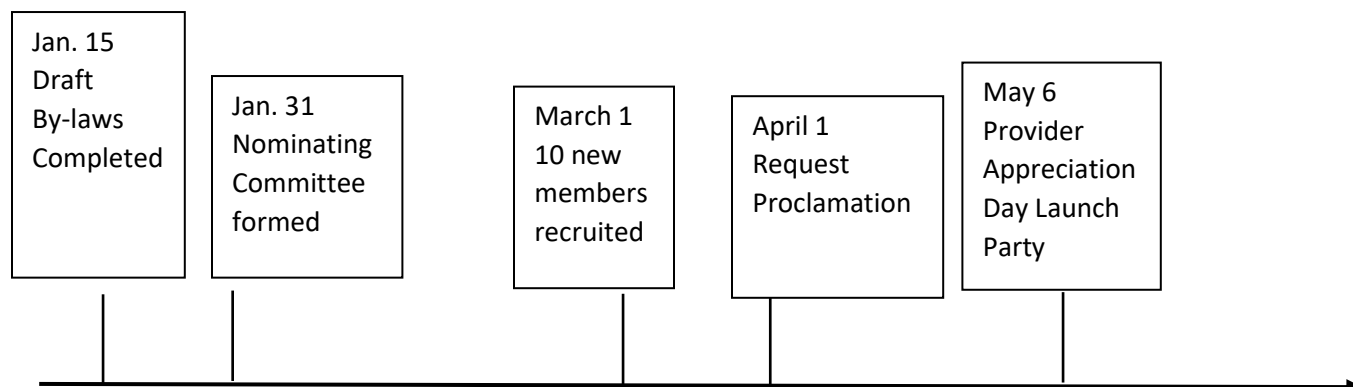 Jan. 15
Draft
By-laws
Completed
Jan. 31
Nominating
Committee
formed
March 1
10 new
members
recruited
April 1
Request
Proclamation
May 6
Provider
Appreciation
Day Launch
Party